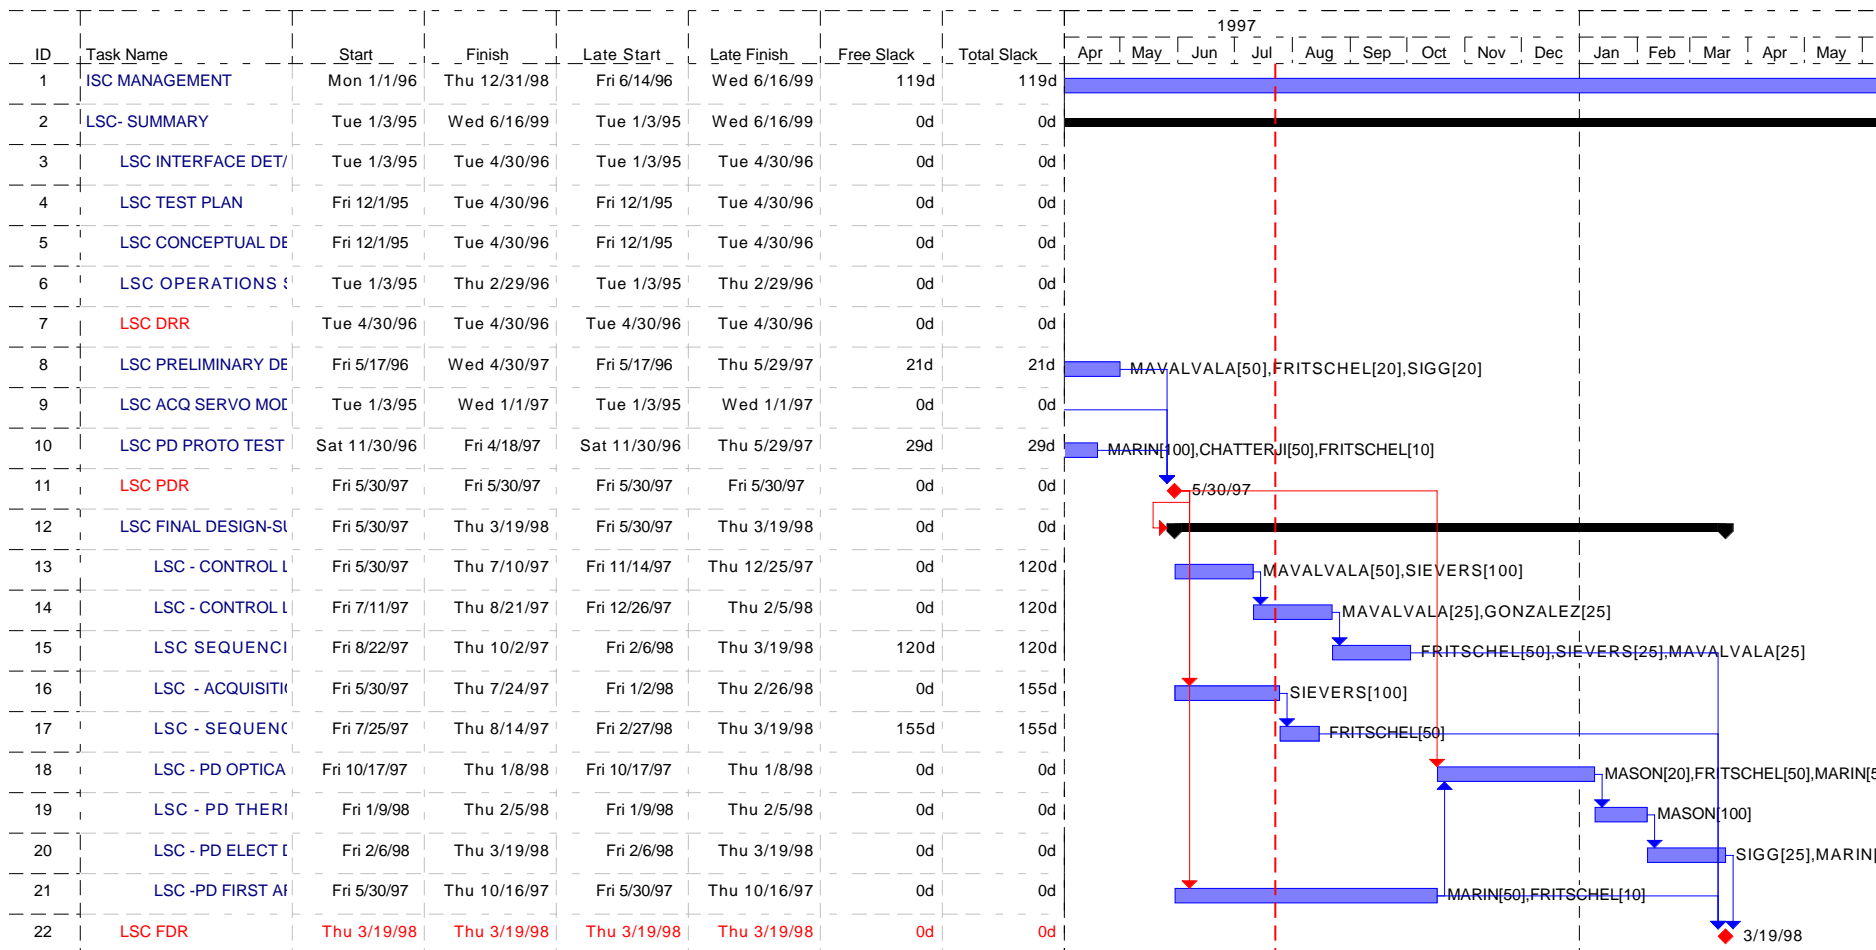 1997
ID Task Name Start Finish Late Start Late Finish Free Slack Total Slack Apr May Jun Jul Aug Sep Oct Nov Dec Jan Feb Mar Apr May
1 ISC MANAGEMENT Mon 1/1/96 Thu 12/31/98 Fri 6/14/96 Wed 6/16/99 119d 119d
2 LSC- SUMMARY Tue 1/3/95 Wed 6/16/99 Tue 1/3/95 Wed 6/16/99 0d 0d
3 LSC INTERFACE DET/ Tue 1/3/95 Tue 4/30/96 Tue 1/3/95 Tue 4/30/96 0d 0d
4 LSC TEST PLAN Fri 12/1/95 Tue 4/30/96 Fri 12/1/95 Tue 4/30/96 0d 0d
5 LSC CONCEPTUAL DE Fri 12/1/95 Tue 4/30/96 Fri 12/1/95 Tue 4/30/96 0d 0d
6 LSC OPERATIONS S Tue 1/3/95 Thu 2/29/96 Tue 1/3/95 Thu 2/29/96 0d 0d
7 LSC DRR Tue 4/30/96 Tue 4/30/96 Tue 4/30/96 Tue 4/30/96 0d 0d
8 LSC PRELIMINARY DE Fri 5/17/96 Wed 4/30/97 Fri 5/17/96 Thu 5/29/97 21d 21d MAVALVALA[50],FRITSCHEL[20],SIGG[20]
9 LSC ACQ SERVO MOD Tue 1/3/95 Wed 1/1/97 Tue 1/3/95 Wed 1/1/97 0d 0d
10 LSC PD PROTO TEST Sat 11/30/96 Fri 4/18/97 Sat 11/30/96 Thu 5/29/97 29d 29d MARIN[100],CHATTERJI[50],FRITSCHEL[10]
11 LSC PDR Fri 5/30/97 Fri 5/30/97 Fri 5/30/97 Fri 5/30/97 0d 0d 5/30/97
12 LSC FINAL DESIGN-SU Fri 5/30/97 Thu 3/19/98 Fri 5/30/97 Thu 3/19/98 0d 0d
13 LSC - CONTROL L Fri 5/30/97 Thu 7/10/97 Fri 11/14/97 Thu 12/25/97 0d 120d MAVALVALA[50],SIEVERS[100]
14 LSC - CONTROL L Fri 7/11/97 Thu 8/21/97 Fri 12/26/97 Thu 2/5/98 0d 120d MAVALVALA[25],GONZALEZ[25]
15 LSC SEQUENCI Fri 8/22/97 Thu 10/2/97 Fri 2/6/98 Thu 3/19/98 120d 120d FRITSCHEL[50],SIEVERS[25],MAVALVALA[25]
16 LSC - ACQUISITI Fri 5/30/97 Thu 7/24/97 Fri 1/2/98 Thu 2/26/98 0d 155d SIEVERS[100]
17 LSC - SEQUENC Fri 7/25/97 Thu 8/14/97 Fri 2/27/98 Thu 3/19/98 155d 155d FRITSCHEL[50]
18 LSC - PD OPTICA Fri 10/17/97 Thu 1/8/98 Fri 10/17/97 Thu 1/8/98 0d 0d MASON[20],FRITSCHEL[50],MARIN[5
19 LSC - PD THERI Fri 1/9/98 Thu 2/5/98 Fri 1/9/98 Thu 2/5/98 0d 0d MASON[100]
20 LSC - PD ELECT D Fri 2/6/98 Thu 3/19/98 Fri 2/6/98 Thu 3/19/98 0d 0d SIGG[25],MARIN[
21 LSC -PD FIRST AR Fri 5/30/97 Thu 10/16/97 Fri 5/30/97 Thu 10/16/97 0d 0d MARIN[50],FRITSCHEL[10]
22 LSC FDR Thu 3/19/98 Thu 3/19/98 Thu 3/19/98 Thu 3/19/98 0d 0d 3/19/98